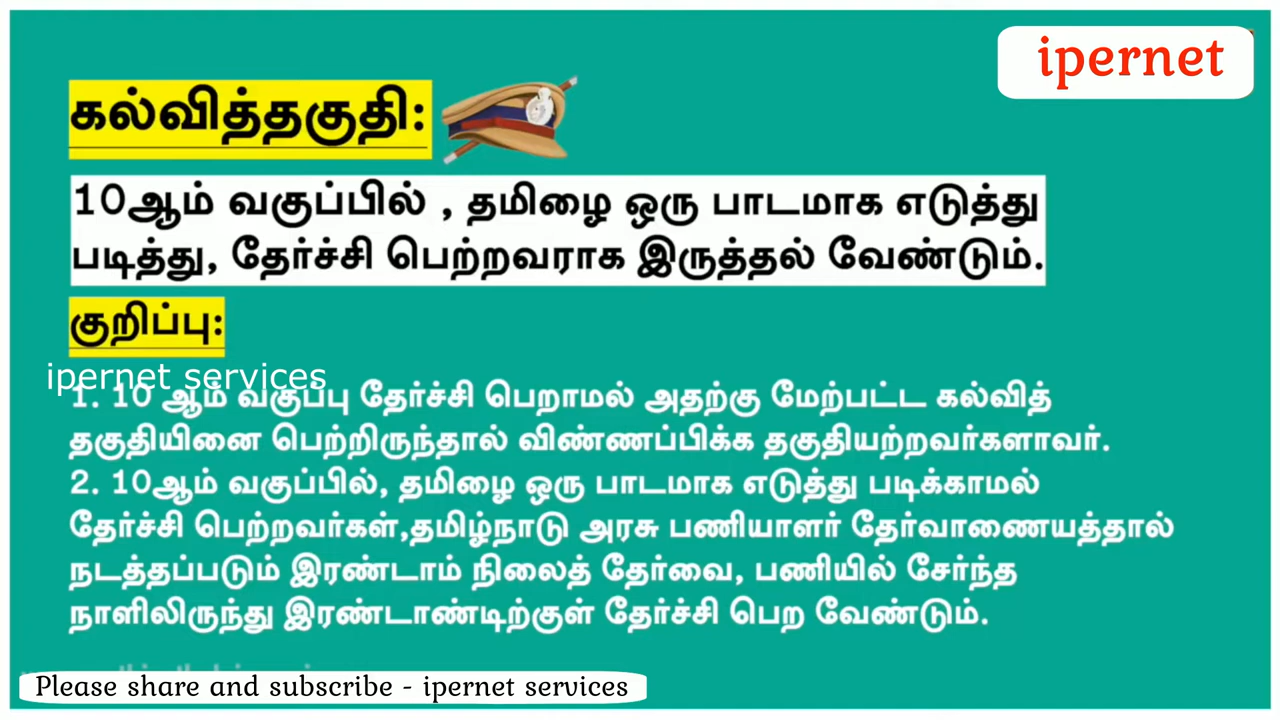 ipernet
கல்வித்தகுதி:
10ஆம் வகுப்பில் , தமிழை ஒரு பாடமாக எடுத்து
படித்து, தேர்ச்சி பெற்றவராக இருத்தல் வேண்டும்.
குறிப்பு:
ipernet services
1. 10 ஆம் வகுப்பு தேர்ச்சி பெறாமல் அதற்கு மேற்பட்ட கல்வித்
தகுதியினை பெற்றிருந்தால் விண்ணப்பிக்க தகுதியற்றவர்களாவர்.
2. 10ஆம் வகுப்பில், தமிழை ஒரு பாடமாக எடுத்து படிக்காமல்
தேர்ச்சி பெற்றவர்கள்,தமிழ்நாடு அரசு பணியாளர் தேர்வாணையத்தால்
நடத்தப்படும் இரண்டாம் நிலைத் தேர்வை, பணியில் சேர்ந்த
நாளிலிருந்து இரண்டாண்டிற்குள் தேர்ச்சி பெற வேண்டும்.
Please share and subscribe - ipernet services